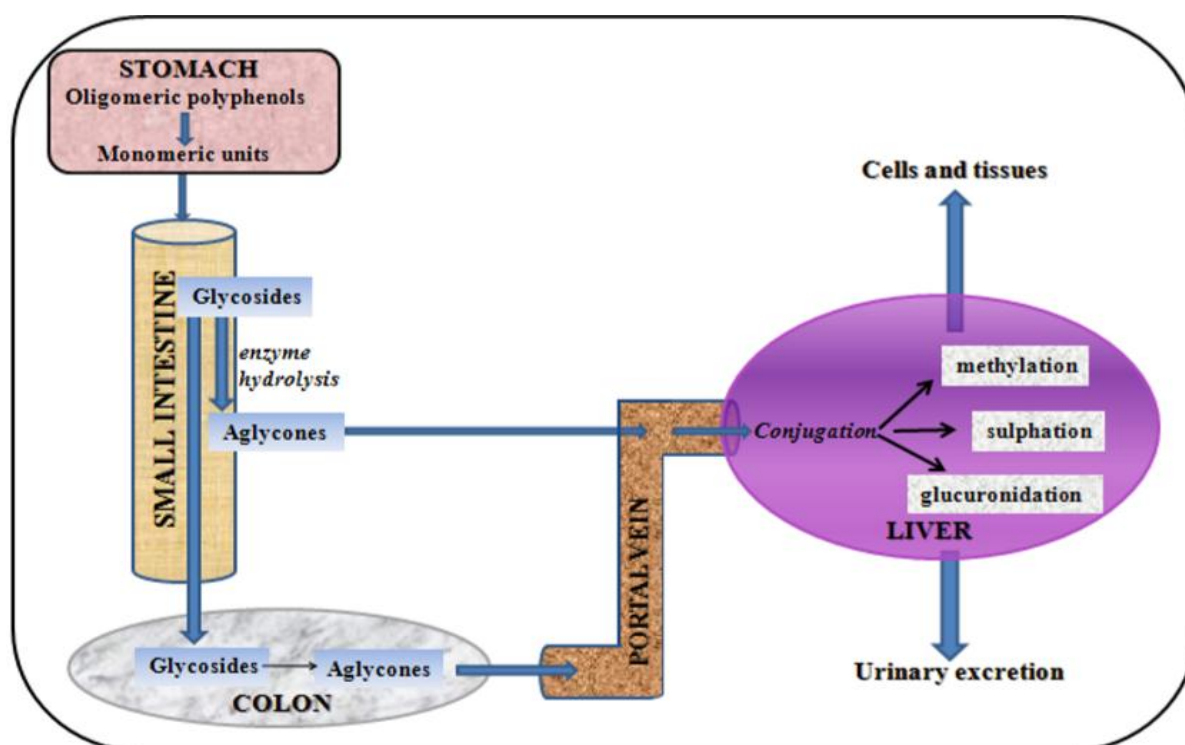 STOMACH
Oligomeric polyphenols
Monomeric units
SMALL INTESTINE
Glycosides
enzyme
hydrolysis
Aglycones
Glycosides
Aglycones
COLON
PORTAL VEIN
Cells and tissues
Conjugation
methylation
sulphation
glucuronidation
LIVER
Urinary excretion